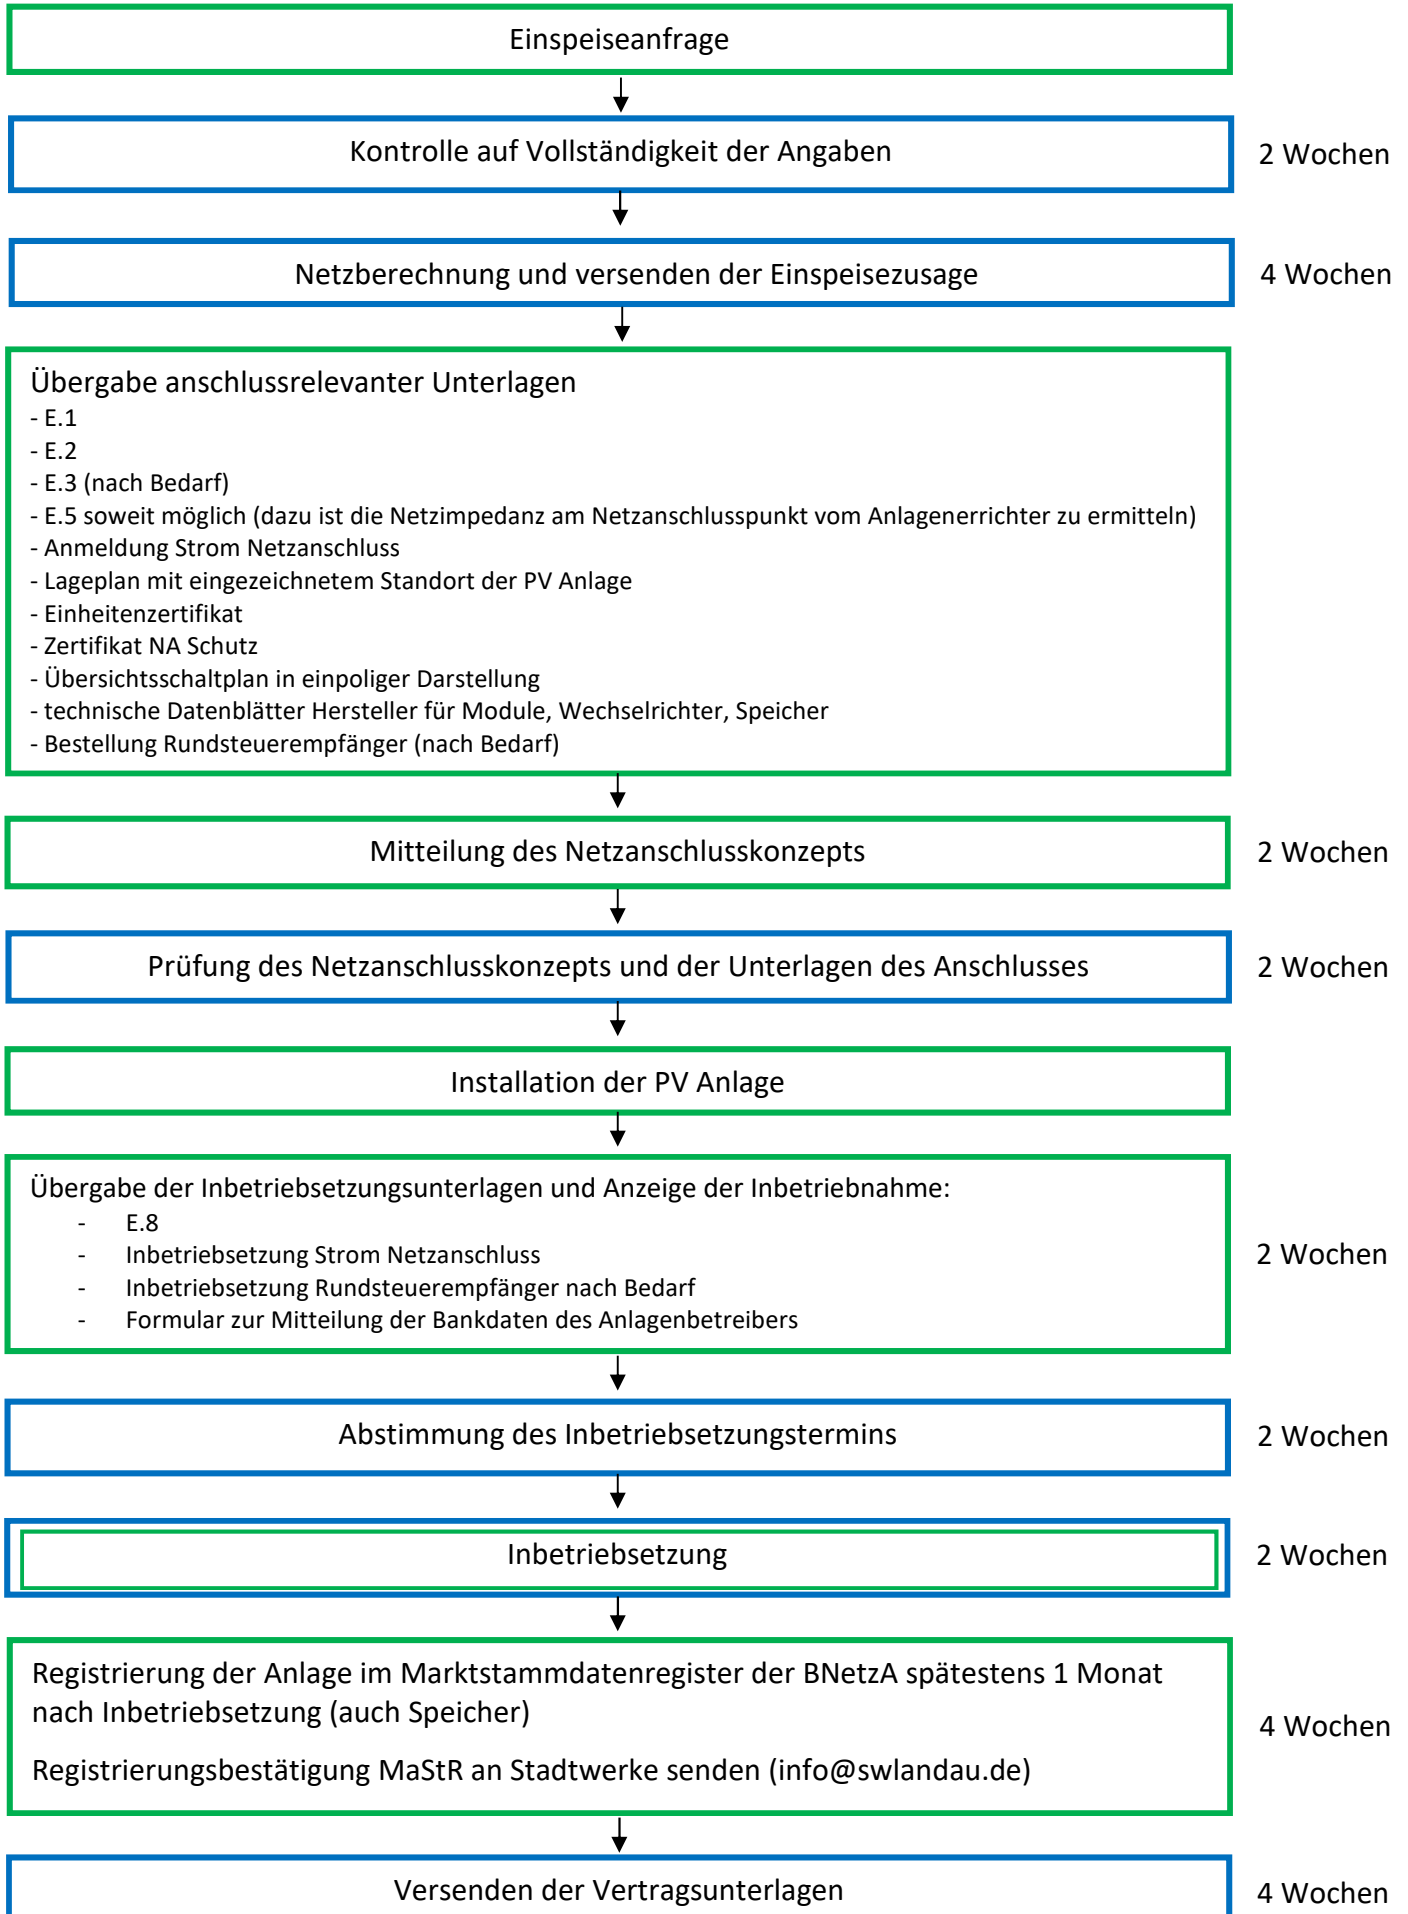 Einspeiseanfrage
Kontrolle auf Vollständigkeit der Angaben
2 Wochen
Netzberechnung und versenden der Einspeisezusage
4 Wochen
Übergabe anschlussrelevanter Unterlagen
- E.1
- E.2
- E.3 (nach Bedarf)
- E.5 soweit möglich (dazu ist die Netzimpedanz am Netzanschlusspunkt vom Anlagenerrichter zu ermitteln)
- Anmeldung Strom Netzanschluss
- Lageplan mit eingezeichnetem Standort der PV Anlage
- Einheitenzertifikat
- Zertifikat NA Schutz
- Übersichtsschaltplan in einpoliger Darstellung
- technische Datenblätter Hersteller für Module, Wechselrichter, Speicher
- Bestellung Rundsteuerempfänger (nach Bedarf)
Mitteilung des Netzanschlusskonzepts
2 Wochen
Prüfung des Netzanschlusskonzepts und der Unterlagen des Anschlusses
2 Wochen
Installation der PV Anlage
Übergabe der Inbetriebsetzungsunterlagen und Anzeige der Inbetriebnahme:
- E.8
- Inbetriebsetzung Strom Netzanschluss
- Inbetriebsetzung Rundsteuerempfänger nach Bedarf
- Formular zur Mitteilung der Bankdaten des Anlagenbetreibers
2 Wochen
Abstimmung des Inbetriebsetzungstermins
2 Wochen
Inbetriebsetzung
2 Wochen
Registrierung der Anlage im Marktstammdatenregister der BNetzA spätestens 1 Monat
nach Inbetriebsetzung (auch Speicher)
Registrierungsbestätigung MaStR an Stadtwerke senden (info@swlandau.de)
4 Wochen
Versenden der Vertragsunterlagen
4 Wochen